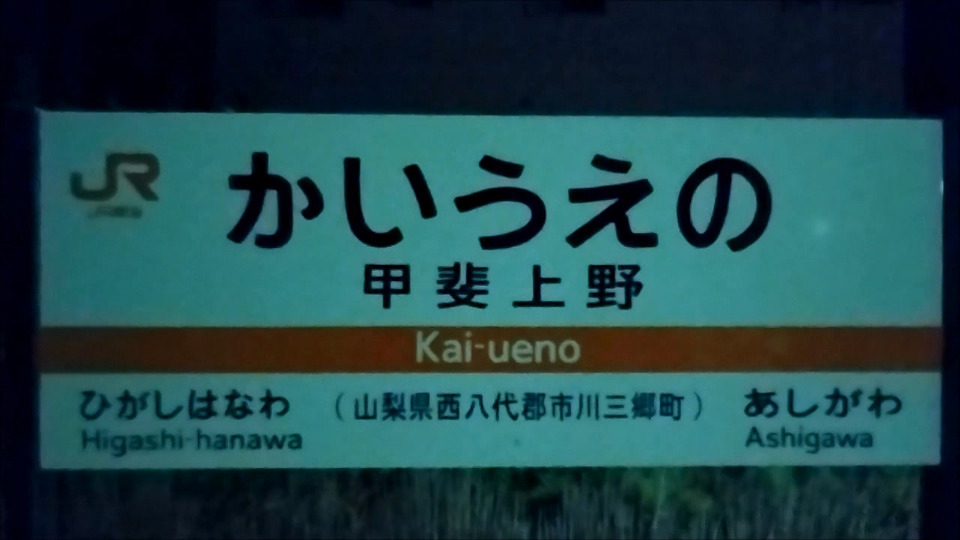 JR
かいうえの
甲斐上野
Kai-ueno
ひがしはなわ (山梨県西八代郡市川三郷町) あしがわ
Higashi-hanawa Ashigawa